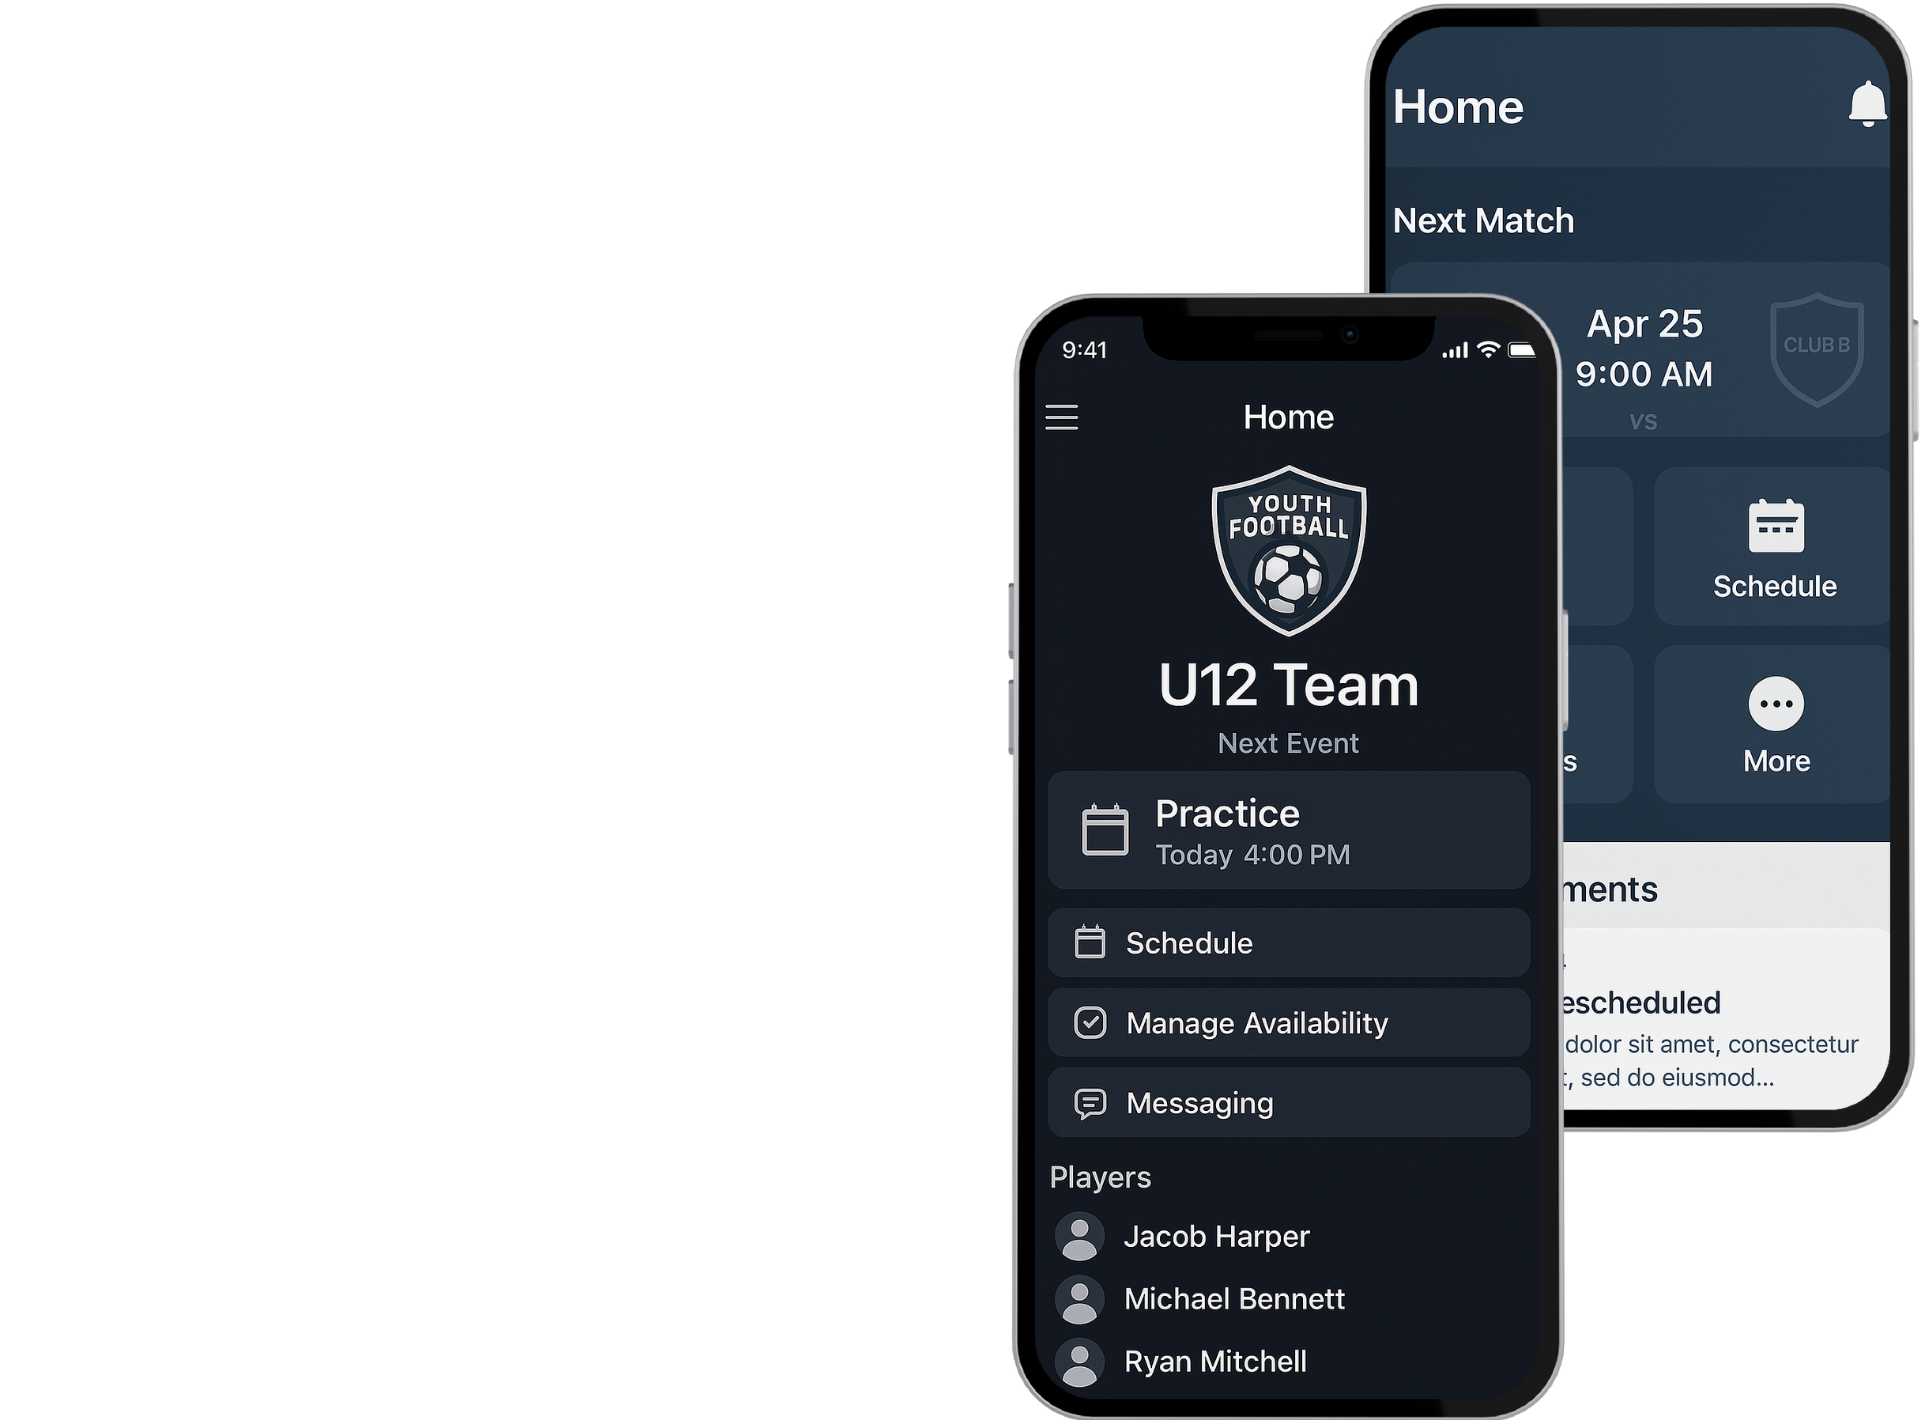 Home
Next Match
Apr 25
9:00 AM
vs
CLUB B
Schedule
More
dolor sit amet, consectetur
sed do eiusmod...
9:41
Home
YOUTH
FOOTBALL
U12 Team
Next Event
Practice
Today 4:00 PM
Schedule
Manage Availability
Messaging
Players
Jacob Harper
Michael Bennett
Ryan Mitchell